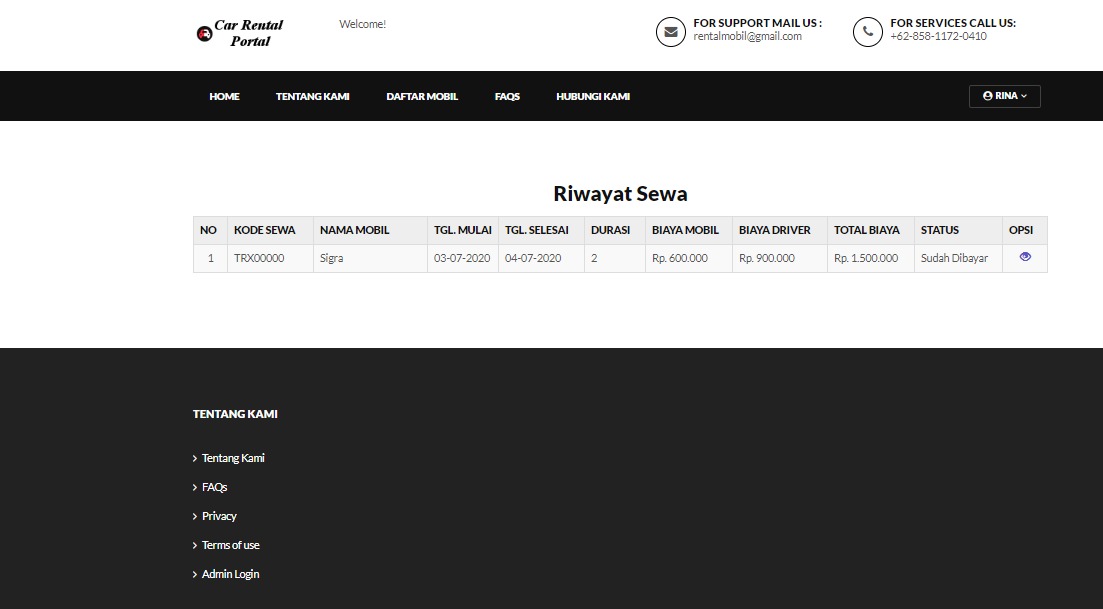 Car Rental
Portal
Welcome!
FOR SUPPORT MAIL US :
rentalmobil@gmail.com
FOR SERVICES CALL US:
+62-858-1172-0410
HOME TENTANG KAMI DAFTAR MOBIL FAQS HUBUNGI KAMI RINA
Riwayat Sewa
NO KODE SEWA NAMA MOBIL TGL. MULAI TGL. SELESAI DURASI BIAYA MOBIL BIAYA DRIVER TOTAL BIAYA STATUS OPSI
1 TRX00000 Sigra 03-07-2020 04-07-2020 2 Rp. 600.000 Rp. 900.000 Rp. 1.500.000 Sudah Dibayar
TENTANG KAMI
Tentang Kami
FAQs
Privacy
Terms of use
Admin Login